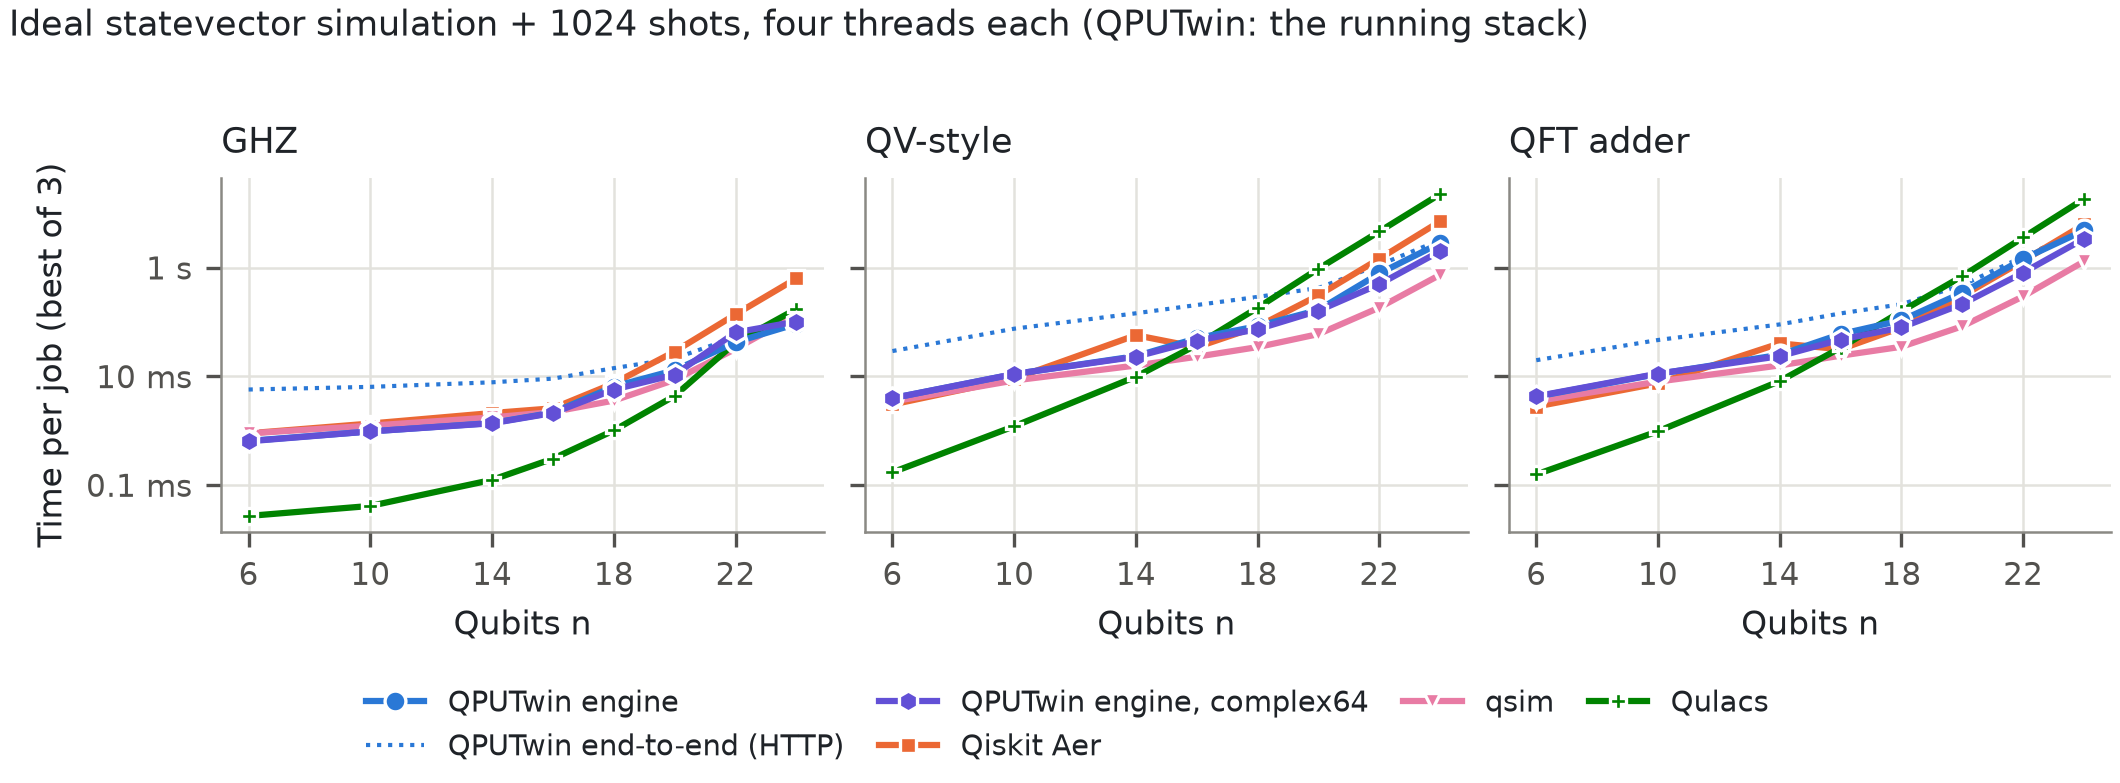 Ideal statevector simulation + 1024 shots, four threads each (QPUTwin: the running stack)
GHZ
QV-style
QFT adder
Time per job (best of 3)
1 s
10 ms
0.1 ms
6 10 14 18 22
6 10 14 18 22
6 10 14 18 22
Qubits n
Qubits n
Qubits n
QPUTwin engine
QPUTwin end-to-end (HTTP)
QPUTwin engine, complex64
Qiskit Aer
qsim
Qulacs